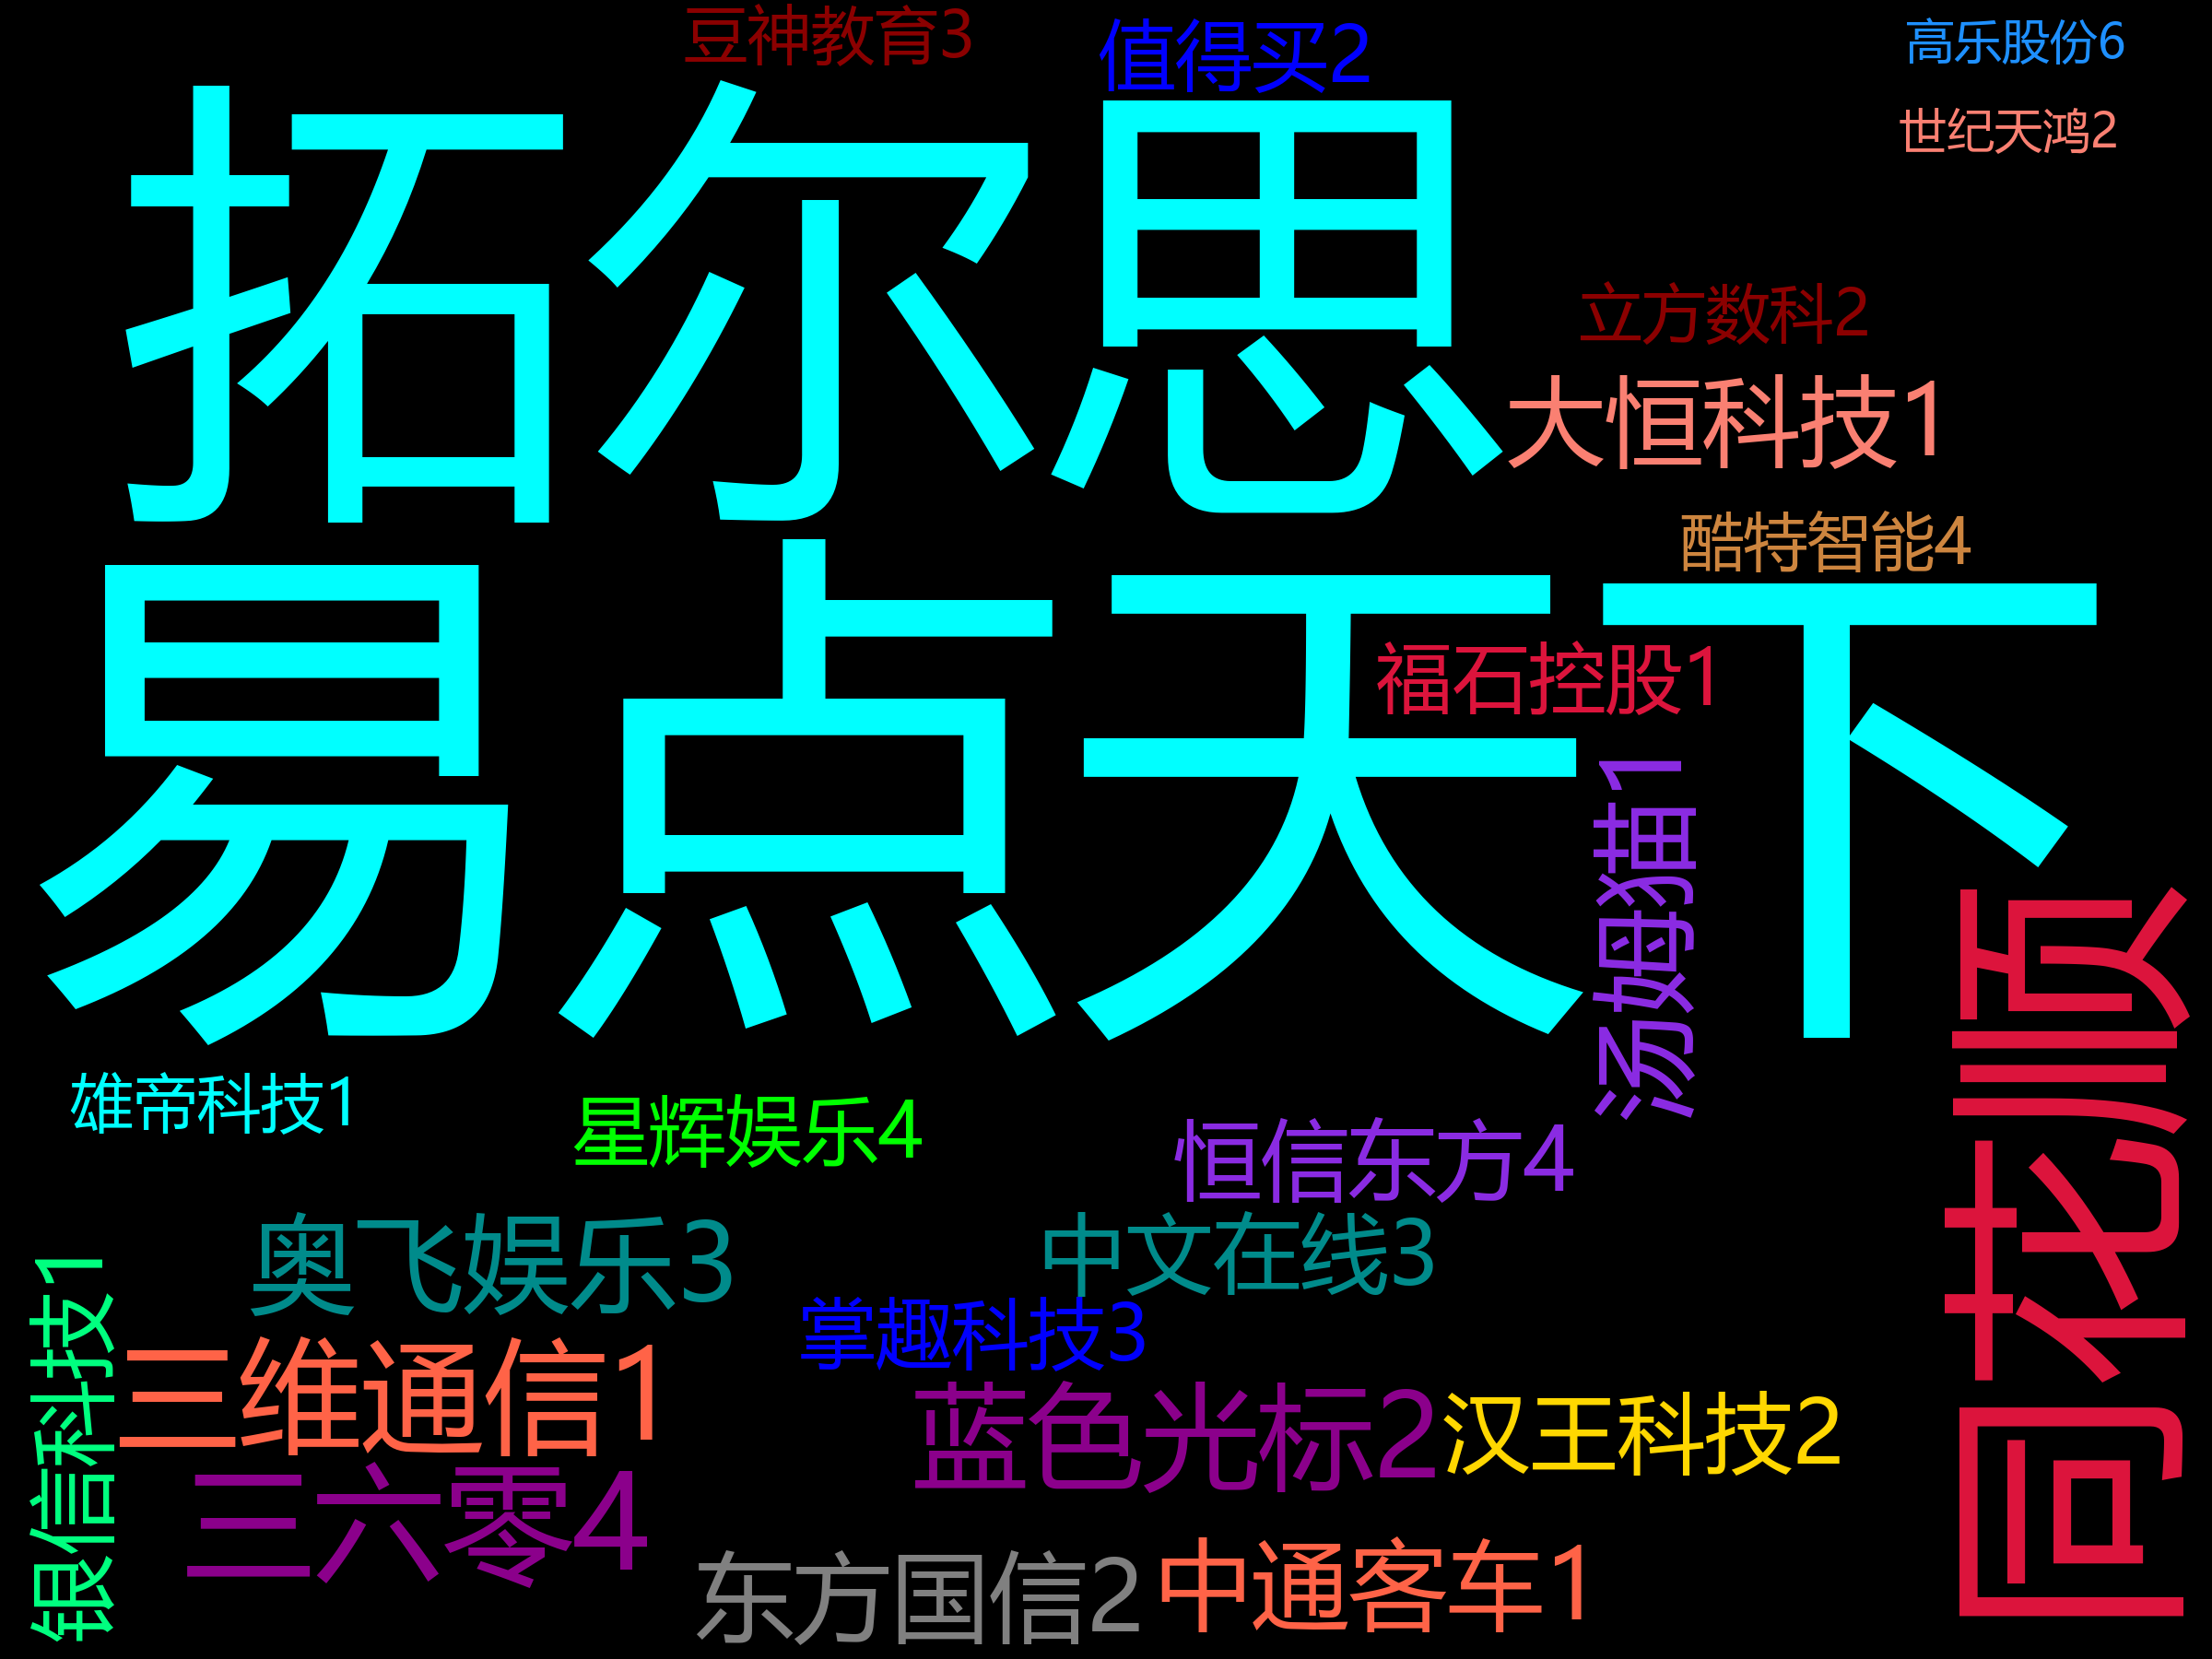 豆神教育3
值得买2
高乐股份6
世纪天鸿2
拓尔思
立方数科2
大恒科技1
酷特智能4
易点天下
福石控股1
汤姆猫1
同花顺
雄帝科技1
星辉娱乐4
恒信东方4
奥飞娱乐3
中文在线3
掌趣科技3
银信科技1
三维通信1
蓝色光标2
汉王科技2
三六零4
东方国信2
中通客车1